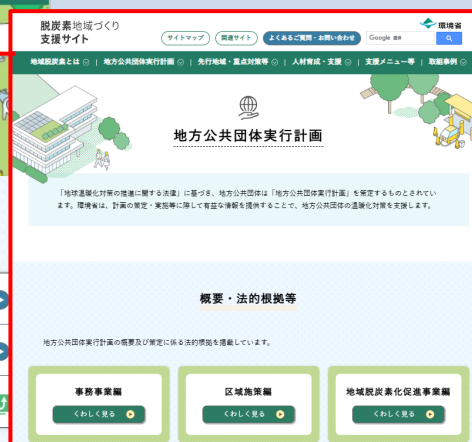 脱炭素地域づくり
支援サイト
サイトマップ
関連サイト
よくあるご質問・お問い合わせ
Google 提供
環境省
地域脱炭素とは | 地方公共団体実行計画 | 先行地域・重点対策等 | 人材育成・支援 | 支援メニュー等 | 取組事例
地方公共団体実行計画
「地球温暖化対策の推進に関する法律」に基づき、地方公共団体は「地方公共団体実行計画」を策定するものとされてい
ます。環境省は、計画の策定・実施等に際して有益な情報を提供することで、地方公共団体の温暖化対策を支援します。
概要・法的根拠等
地方公共団体実行計画の概要及び策定に係る法的根拠を掲載しています。
事務事業編
くわしく見る
区域施策編
くわしく見る
地域脱炭素化促進事業編
くわしく見る